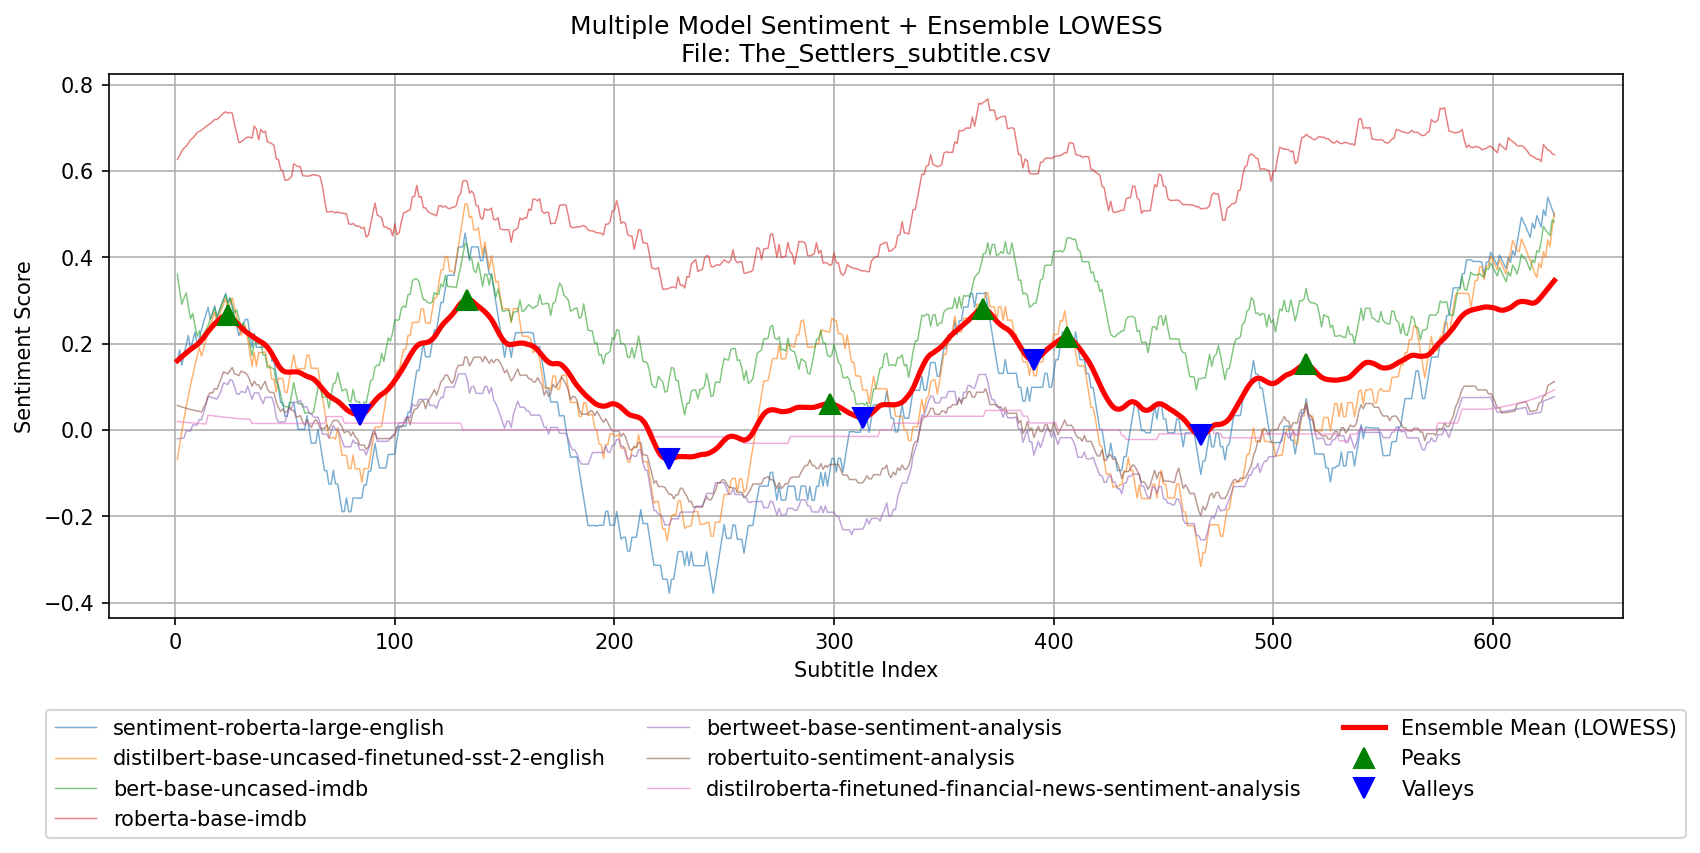 Multiple Model Sentiment + Ensemble LOWESS
File: The_Settlers_subtitle.csv
Sentiment Score
0.8
0.6
0.4
0.2
0.0
−0.2
−0.4
0 100 200 300 400 500 600
Subtitle Index
sentiment-roberta-large-english
distilbert-base-uncased-finetuned-sst-2-english
bert-base-uncased-imdb
roberta-base-imdb
bertweet-base-sentiment-analysis
robertuito-sentiment-analysis
distilroberta-finetuned-financial-news-sentiment-analysis
Ensemble Mean (LOWESS)
Peaks
Valleys